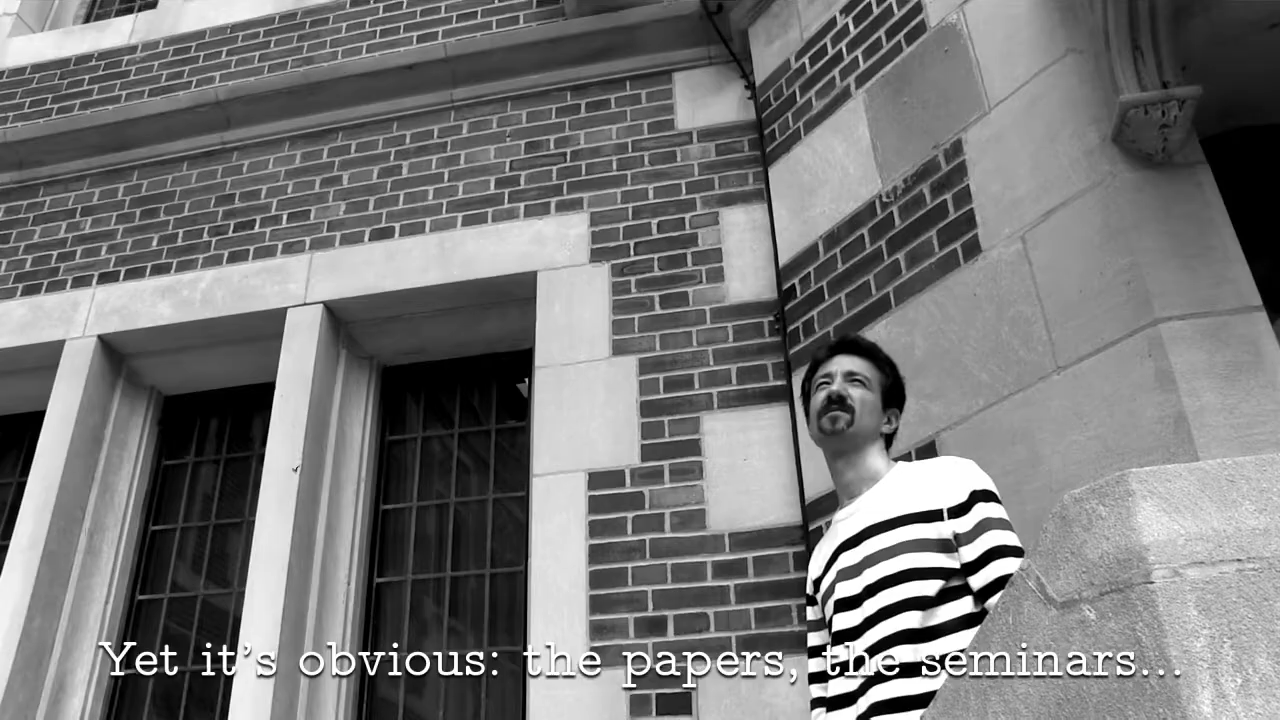 Yet it's obvious: the papers, the seminars...